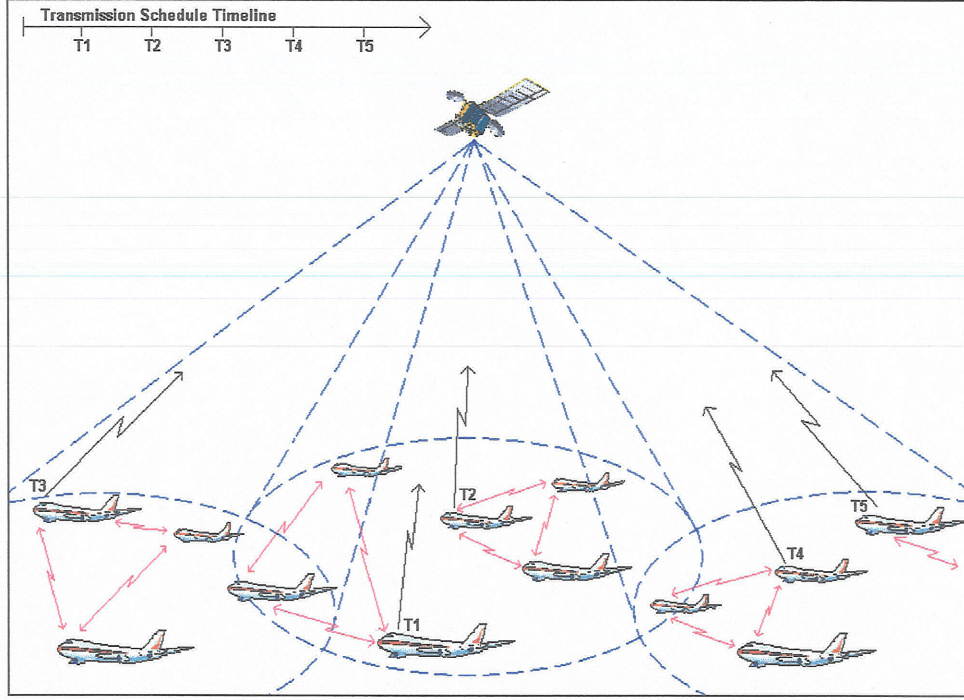 Transmission Schedule Timeline
T1 T2 T3 T4 T5
T3
T2
T5
T4
T1